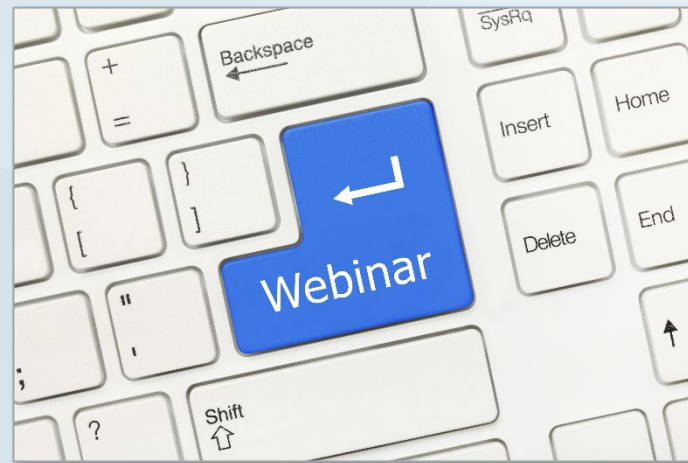 SysRq
Backspace
+
=
Insert
Home
{
[
}
]
Webinar
Delete
End
"
'
;
?
Shift